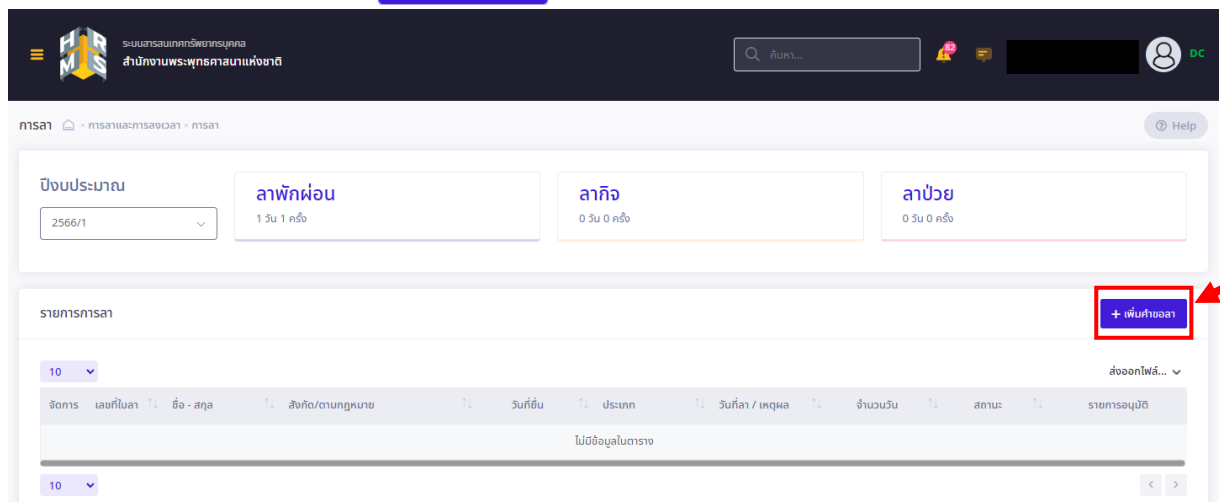 HRMS
ระบบสารสนเทศทรัพยากรบุคคล
สำนักงานพระพุทธศาสนาแห่งชาติ
ค้นหา...
82
DC
การลา - การลาและการลงเวลา - การลา
Help
ปีงบประมาณ
2566/1
ลาพักผ่อน
1 วัน 1 ครั้ง
ลากิจ
0 วัน 0 ครั้ง
ลาป่วย
0 วัน 0 ครั้ง
รายการการลา
+ เพิ่มคำขอลา
10
ส่งออกไฟล์...
จัดการ เลขที่ใบลา ชื่อ - สกุล สังกัด/ตามกฎหมาย วันที่ยื่น ประเภท วันที่ลา / เหตุผล จำนวนวัน สถานะ รายการอนุมัติ
ไม่มีข้อมูลในตาราง
10